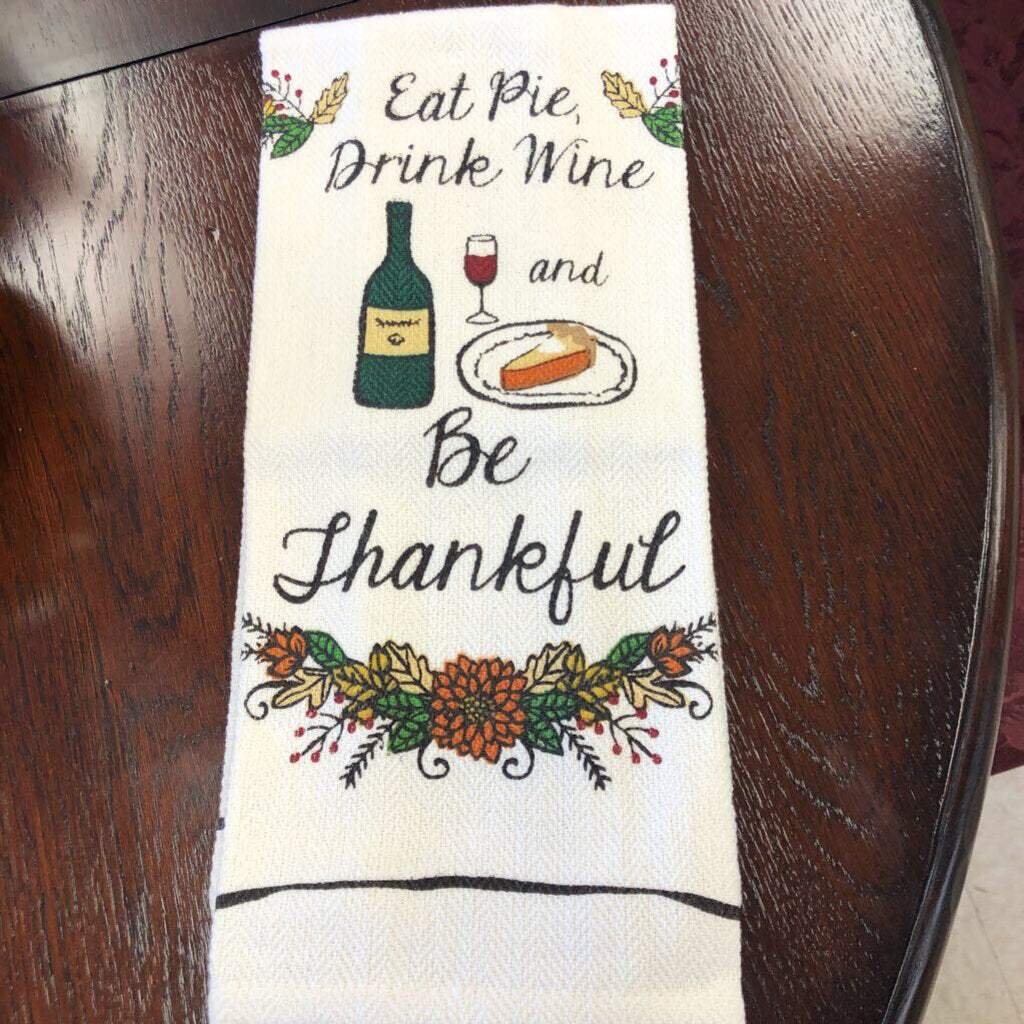 Eat Pie,
Drink Wine
and
Be
Thankful